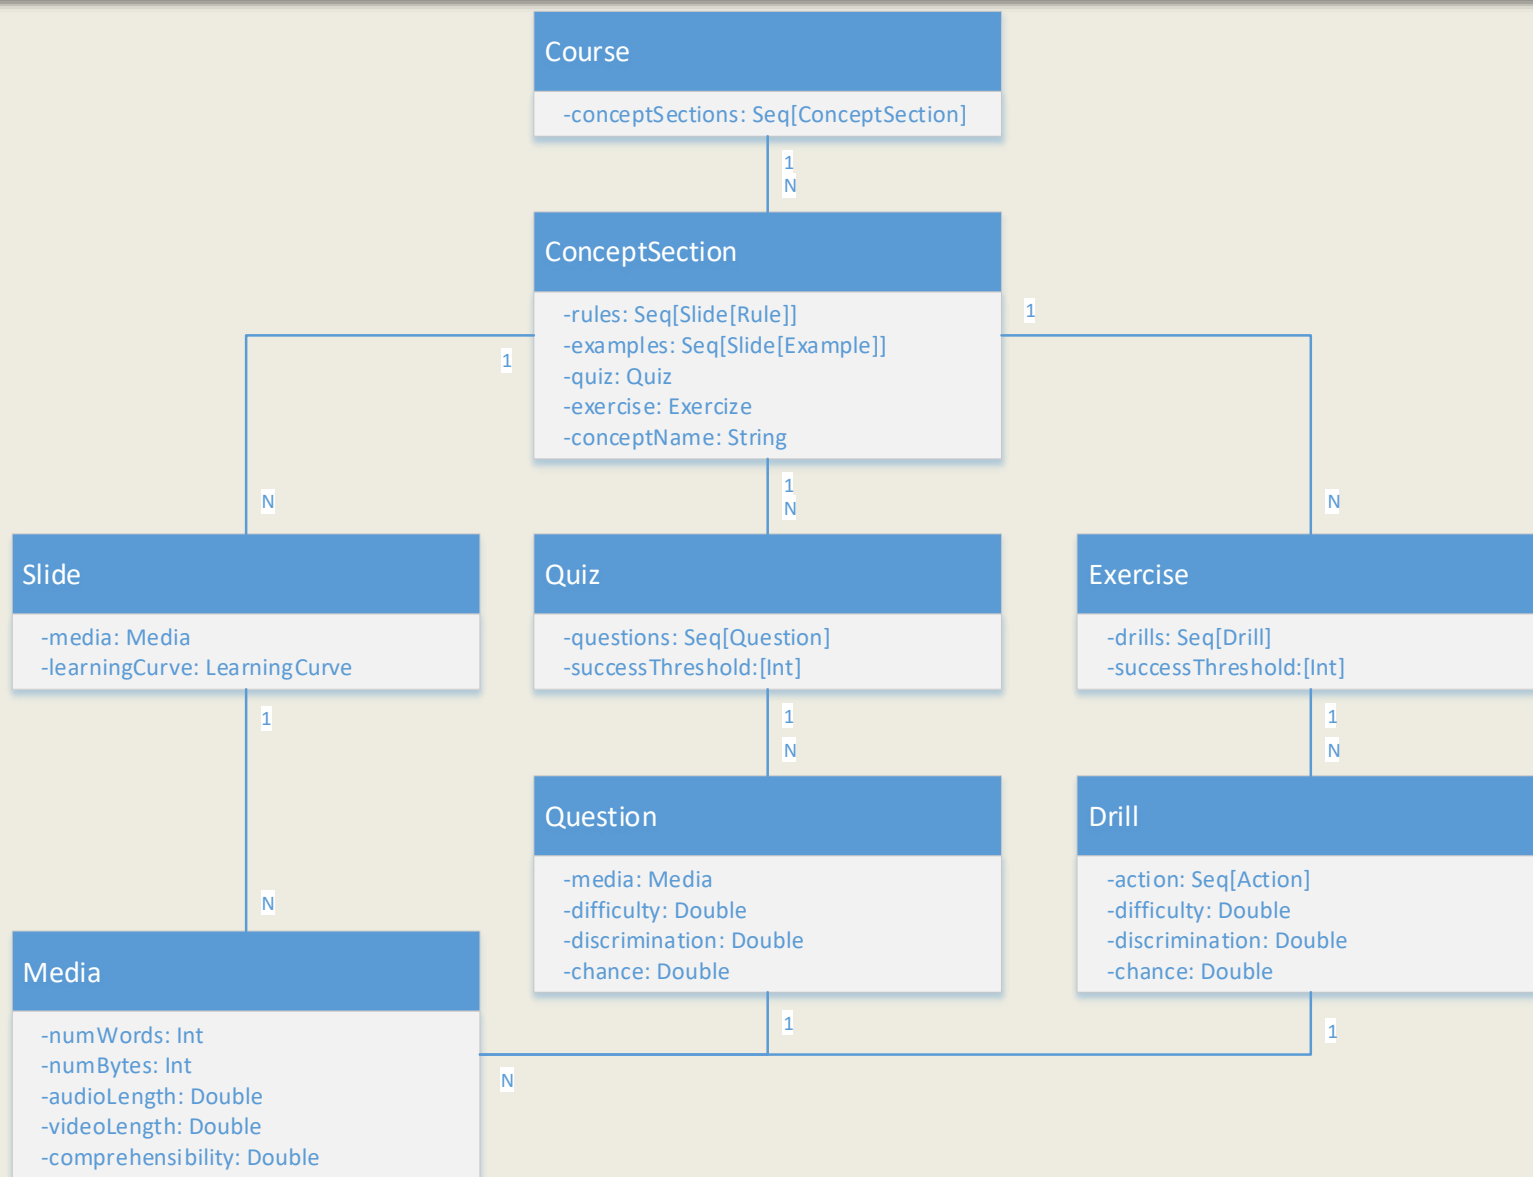 Course
-conceptSections: Seq[ConceptSection]
1
N
ConceptSection
-rules: Seq[Slide[Rule]]
-examples: Seq[Slide[Example]]
-quiz: Quiz
-exercise: Exercize
-conceptName: String
1
1
1
N
N
N
Slide
-media: Media
-learningCurve: LearningCurve
Quiz
-questions: Seq[Question]
-successThreshold:[Int]
Exercise
-drills: Seq[Drill]
-successThreshold:[Int]
1
1
1
N
N
N
Question
-media: Media
-difficulty: Double
-discrimination: Double
-chance: Double
Drill
-action: Seq[Action]
-difficulty: Double
-discrimination: Double
-chance: Double
Media
-numWords: Int
-numBytes: Int
-audioLength: Double
-videoLength: Double
-comprehensibility: Double
1
1
N